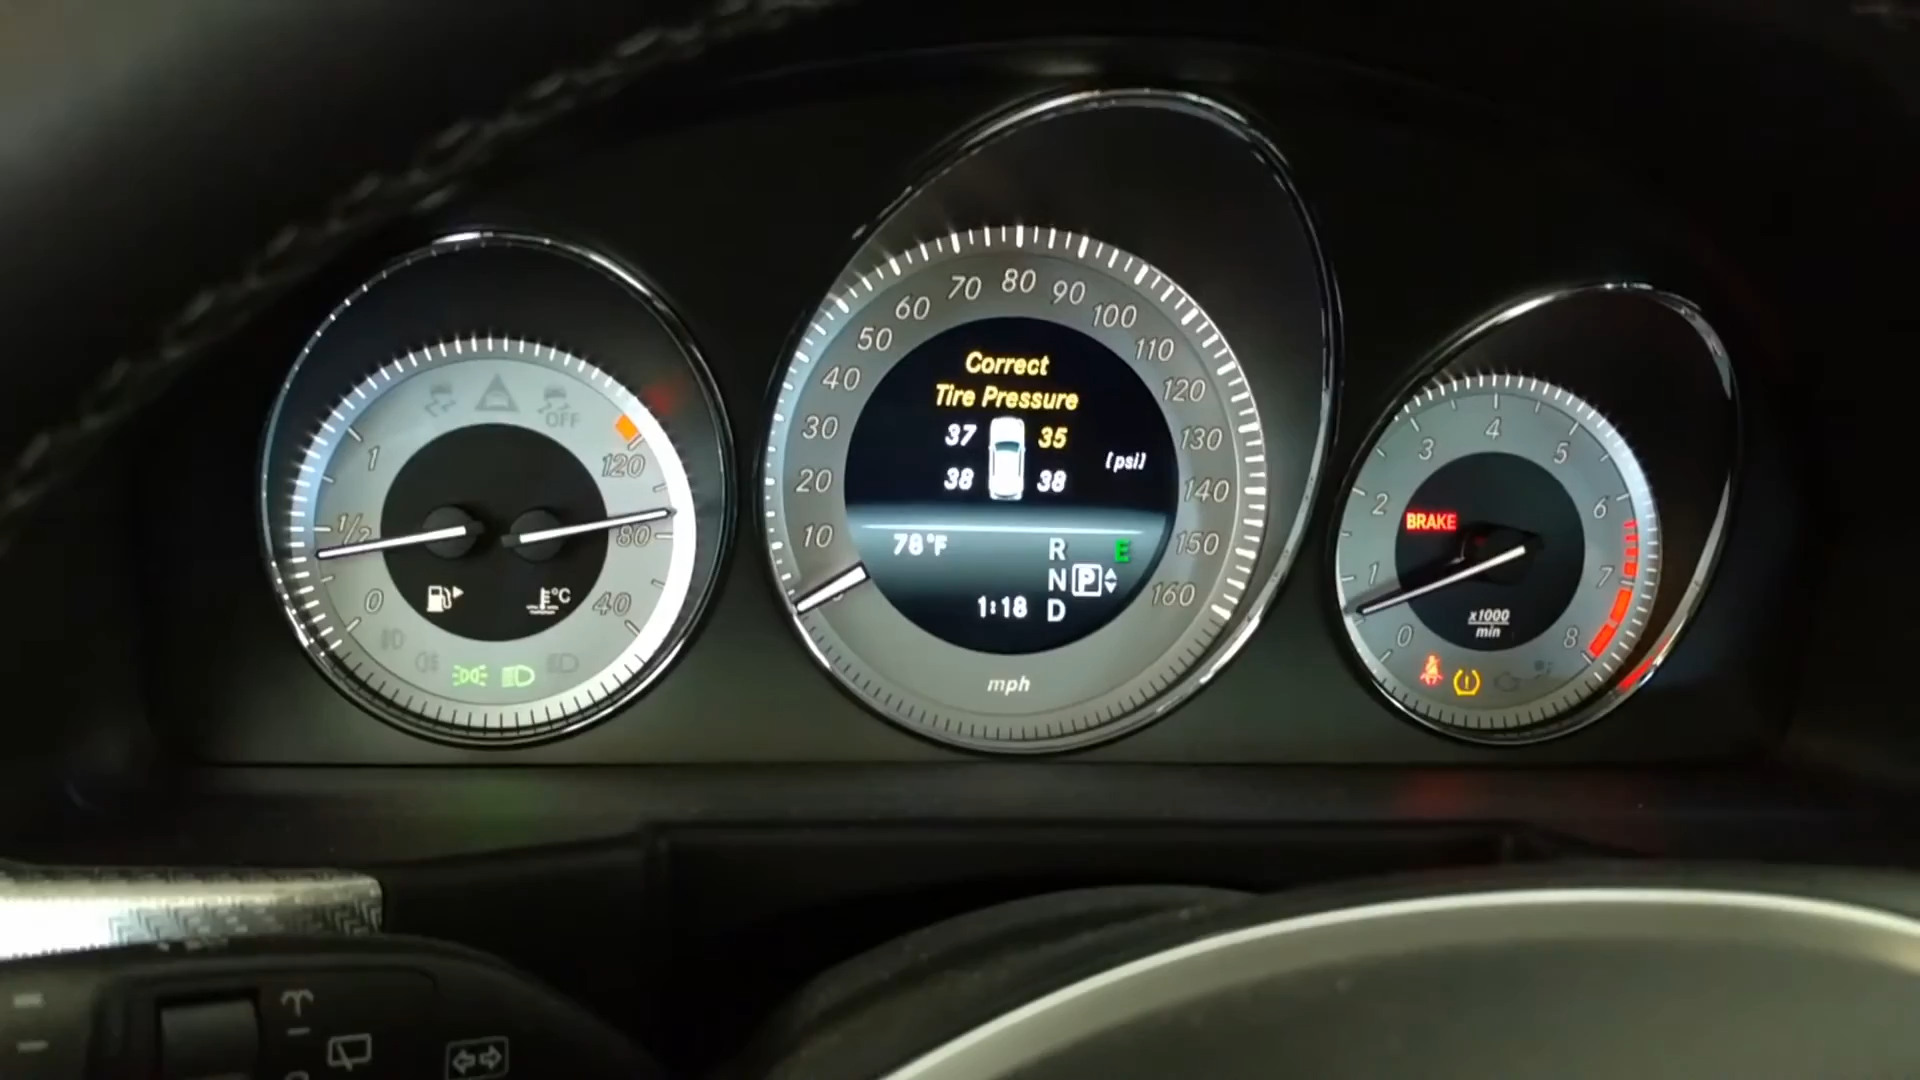 OFF
120
1
1/2
80
0
°C
40
10
20
30
40
50
60
70
80
90
100
110
120
130
140
150
160
Correct
Tire Pressure
37 35
[psi]
38 38
78°F
R E
N P
1:18 D
mph
0
1
2
3
4
5
6
7
8
BRAKE
x1000
min